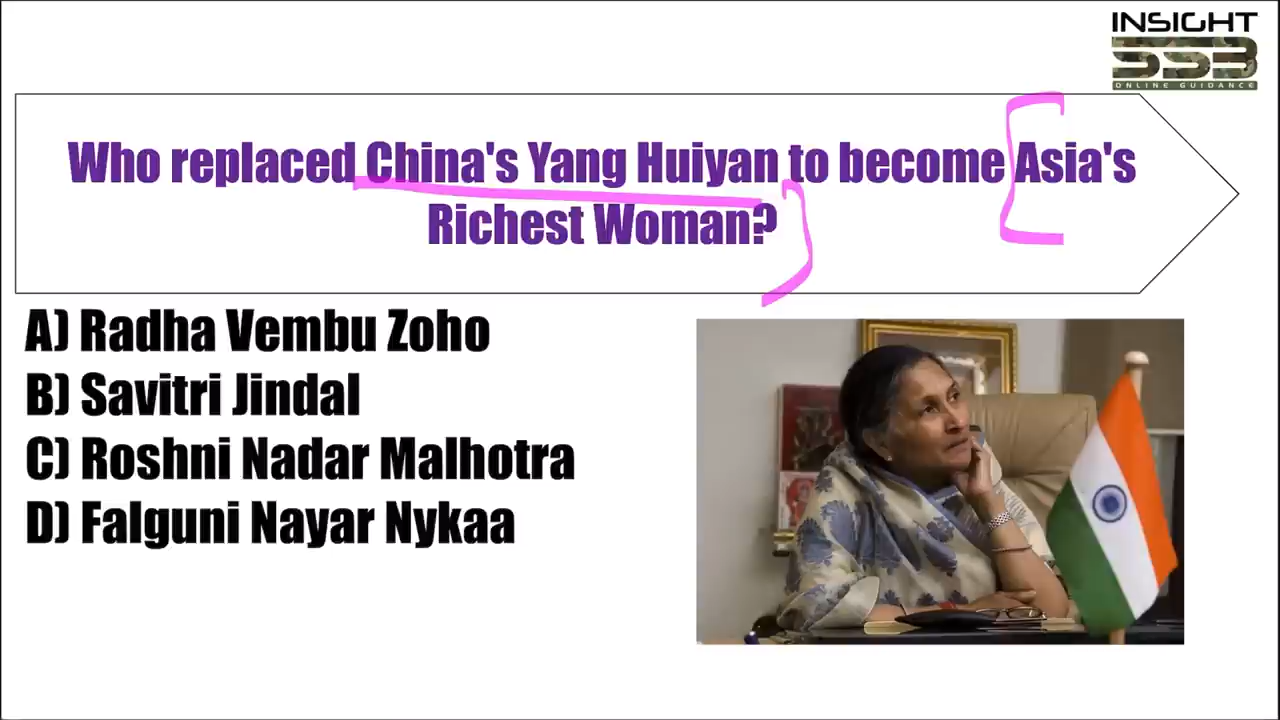 INSIGHT
SSB
ONLINE GUIDANCE
Who replaced China's Yang Huiyan to become Asia's
Richest Woman?
A) Radha Vembu Zoho
B) Savitri Jindal
C) Roshni Nadar Malhotra
D) Falguni Nayar Nykaa